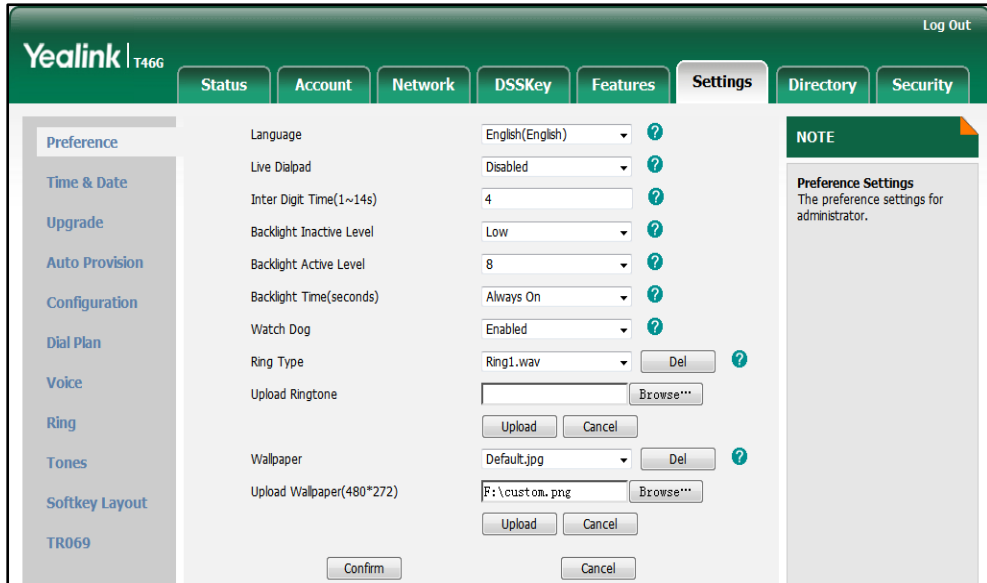 Log Out
Yealink T46G
Status Account Network DSSKey Features Settings Directory Security
Preference
Time & Date
Upgrade
Auto Provision
Configuration
Dial Plan
Voice
Ring
Tones
Softkey Layout
TR069
Language English(English) ?
Live Dialpad Disabled ?
Inter Digit Time(1~14s) 4 ?
Backlight Inactive Level Low ?
Backlight Active Level 8 ?
Backlight Time(seconds) Always On ?
Watch Dog Enabled ?
Ring Type Ring1.wav Del ?
Upload Ringtone Browse...
Upload Cancel
Wallpaper Default.jpg Del ?
Upload Wallpaper(480*272) F:\custom.png Browse...
Upload Cancel
Confirm Cancel
NOTE
Preference Settings
The preference settings for
administrator.